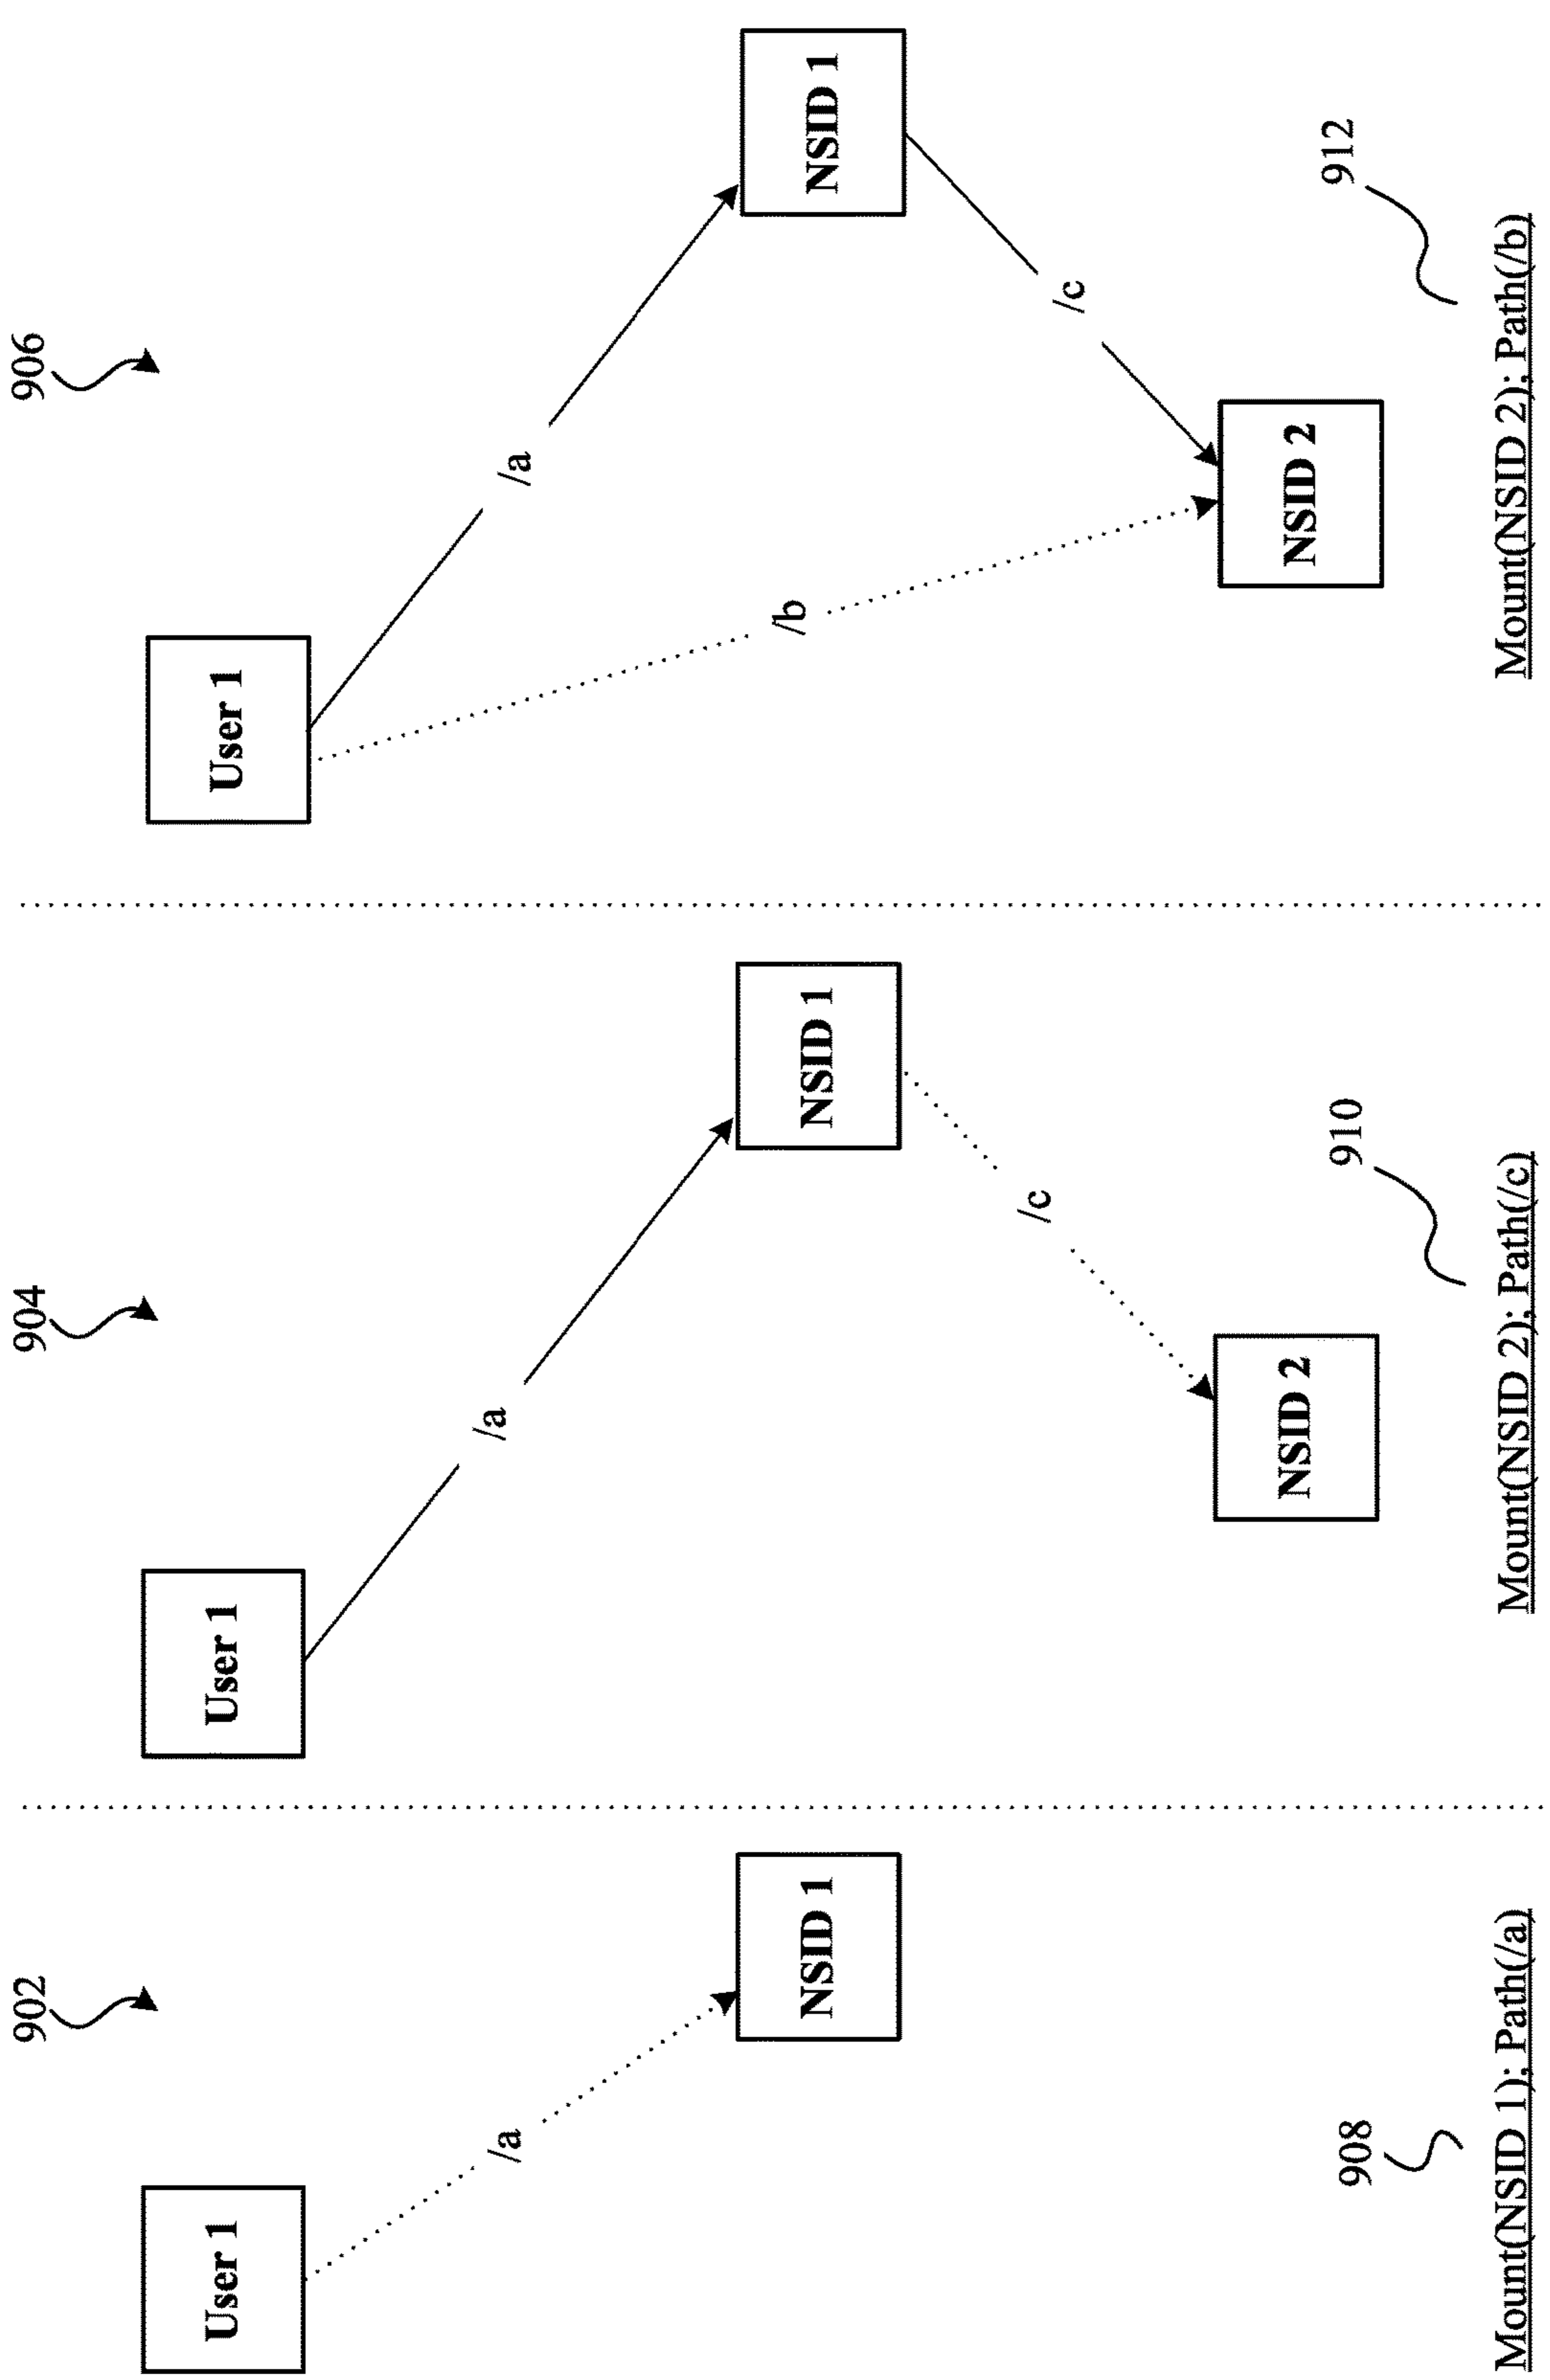 902
User 1
/a
NSID 1
908
Mount(NSID 1); Path(/a)
904
User 1
/a
NSID 1
/c
NSID 2
910
Mount(NSID 2); Path(/c)
906
User 1
/a
NSID 1
/b
/c
NSID 2
912
Mount(NSID 2); Path(/b)